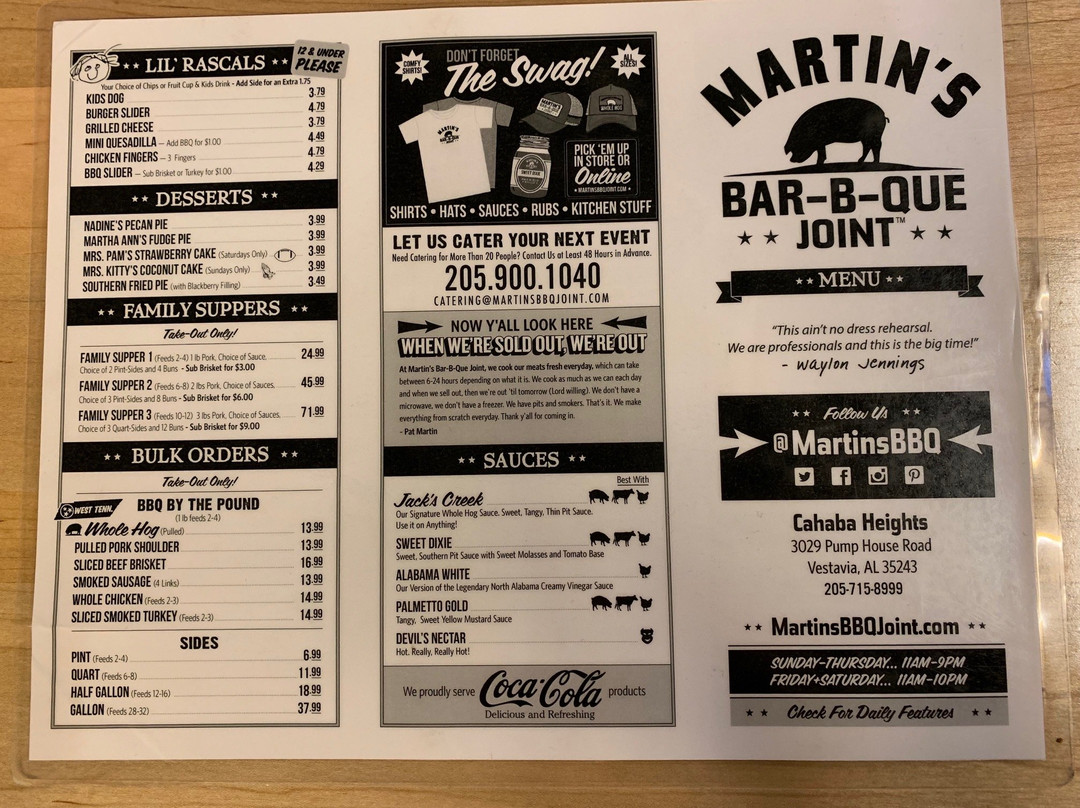 LIL' RASCALS
12 & UNDER
PLEASE
Your Choice of Chips or Fruit Cup & Kids Drink - Add Side for an Extra 1.75
KIDS DOG 3.79
BURGER SLIDER 4.79
GRILLED CHEESE 3.79
MINI QUESADILLA – Add BBQ for $1.00 4.49
CHICKEN FINGERS – 3 Fingers 4.79
BBQ SLIDER – Sub Brisket or Turkey for $1.00 4.29
DESSERTS
NADINE'S PECAN PIE 3.99
MARTHA ANN'S FUDGE PIE 3.99
MRS. PAM'S STRAWBERRY CAKE (Saturdays Only) 3.99
MRS. KITTY'S COCONUT CAKE (Sundays Only) 3.99
SOUTHERN FRIED PIE (with Blackberry Filling) 3.49
FAMILY SUPPERS
Take-Out Only!
FAMILY SUPPER 1 (Feeds 2-4) 1 lb Pork, Choice of Sauce, 24.99
Choice of 2 Pint-Sides and 4 Buns - Sub Brisket for $3.00
FAMILY SUPPER 2 (Feeds 6-8) 2 lbs Pork, Choice of Sauces, 45.99
Choice of 3 Pint-Sides and 8 Buns - Sub Brisket for $6.00
FAMILY SUPPER 3 (Feeds 10-12) 3 lbs Pork, Choice of Sauces, 71.99
Choice of 3 Quart-Sides and 12 Buns - Sub Brisket for $9.00
BULK ORDERS
Take-Out Only!
WEST TENN.
BBQ BY THE POUND
(1 lb feeds 2-4)
Whole Hog (Pulled) 13.99
PULLED PORK SHOULDER 13.99
SLICED BEEF BRISKET 16.99
SMOKED SAUSAGE (4 Links) 13.99
WHOLE CHICKEN (Feeds 2-3) 14.99
SLICED SMOKED TURKEY (Feeds 2-3) 14.99
SIDES
PINT (Feeds 2-4) 6.99
QUART (Feeds 6-8) 11.99
HALF GALLON (Feeds 12-16) 18.99
GALLON (Feeds 28-32) 37.99
COMFY
SHIRTS!
DON'T FORGET
The Swag!
ALL
SIZES!
MARTIN'S
WHOLE HOG
SWEET DIXIE
PICK 'EM UP
IN STORE OR
Online
• MARTINSBBQJOINT.COM •
SHIRTS • HATS • SAUCES • RUBS • KITCHEN STUFF
LET US CATER YOUR NEXT EVENT
Need Catering for More Than 20 People? Contact Us at Least 48 Hours in Advance.
205.900.1040
CATERING@MARTINSBBQJOINT.COM
NOW Y'ALL LOOK HERE
WHEN WE'RE SOLD OUT, WE'RE OUT
At Martin's Bar-B-Que Joint, we cook our meats fresh everyday, which can take
between 6-24 hours depending on what it is. We cook as much as we can each day
and when we sell out, then we're out 'til tomorrow (Lord willing). We don't have a
microwave, we don't have a freezer. We have pits and smokers. That's it. We make
everything from scratch everyday. Thank y'all for coming in.
- Pat Martin
SAUCES
Best With
Jack's Creek
Our Signature Whole Hog Sauce. Sweet, Tangy, Thin Pit Sauce.
Use it on Anything!
SWEET DIXIE
Sweet, Southern Pit Sauce with Sweet Molasses and Tomato Base
ALABAMA WHITE
Our Version of the Legendary North Alabama Creamy Vinegar Sauce
PALMETTO GOLD
Tangy, Sweet Yellow Mustard Sauce
DEVIL'S NECTAR
Hot. Really, Really Hot!
We proudly serve Coca-Cola products
Delicious and Refreshing
MARTIN'S
BAR-B-QUE
JOINT™
MENU
"This ain't no dress rehearsal.
We are professionals and this is the big time!"
- Waylon Jennings
Follow Us
@MartinsBBQ
Cahaba Heights
3029 Pump House Road
Vestavia, AL 35243
205-715-8999
MartinsBBQJoint.com
SUNDAY-THURSDAY... 11AM-9PM
FRIDAY+SATURDAY... 11AM-10PM
Check For Daily Features